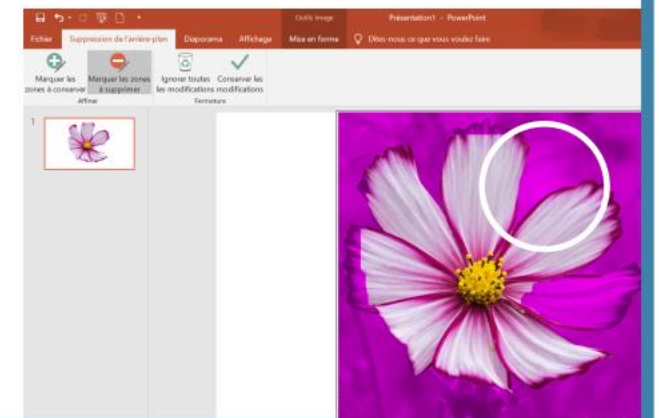 Outils Image
Présentation1 - PowerPoint
Fichier
Suppression de l'arrière-plan
Diaporama
Affichage
Mise en forme
Dites-nous ce que vous voulez faire
Marquer les
zones à conserver
Marquer les zones
à supprimer
Ignorer toutes
les modifications
Conserver les
modifications
Affiner
Fermeture
1